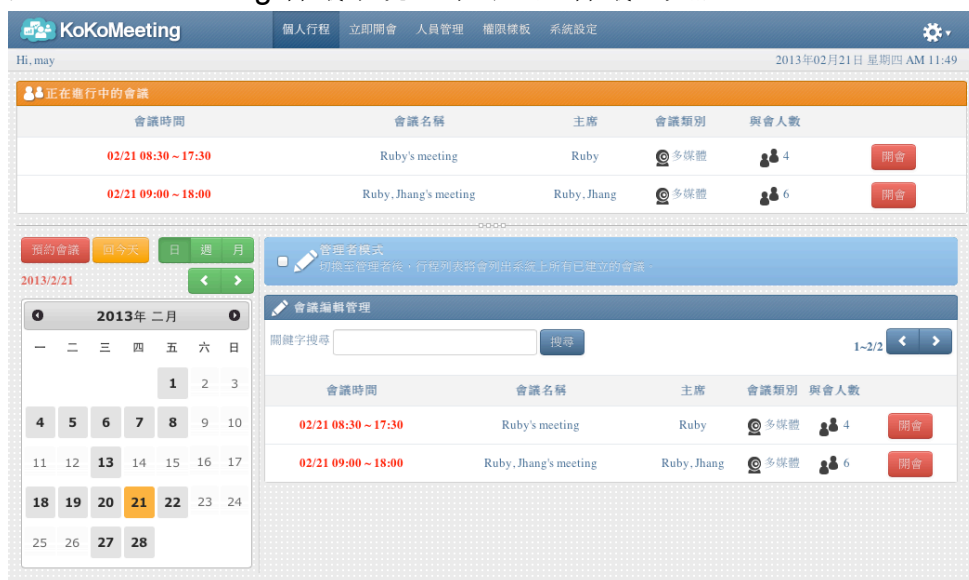 KoKoMeeting 個人行程 立即開會 人員管理 權限樣板 系統設定
Hi, may 2013年02月21日 星期四 AM 11:49
正在進行中的會議
會議時間 會議名稱 主席 會議類別 與會人數
02/21 08:30 ~ 17:30 Ruby's meeting Ruby 多媒體 4 開會
02/21 09:00 ~ 18:00 Ruby, Jhang's meeting Ruby, Jhang 多媒體 6 開會
預約會議 回今天 日 週 月
2013/2/21
2013年 二月
一 二 三 四 五 六 日
1 2 3
4 5 6 7 8 9 10
11 12 13 14 15 16 17
18 19 20 21 22 23 24
25 26 27 28
管理者模式
切換至管理者後，行程列表將會列出系統上所有已建立的會議。
會議編輯管理
關鍵字搜尋 搜尋 1~2/2
會議時間 會議名稱 主席 會議類別 與會人數
02/21 08:30 ~ 17:30 Ruby's meeting Ruby 多媒體 4 開會
02/21 09:00 ~ 18:00 Ruby, Jhang's meeting Ruby, Jhang 多媒體 6 開會